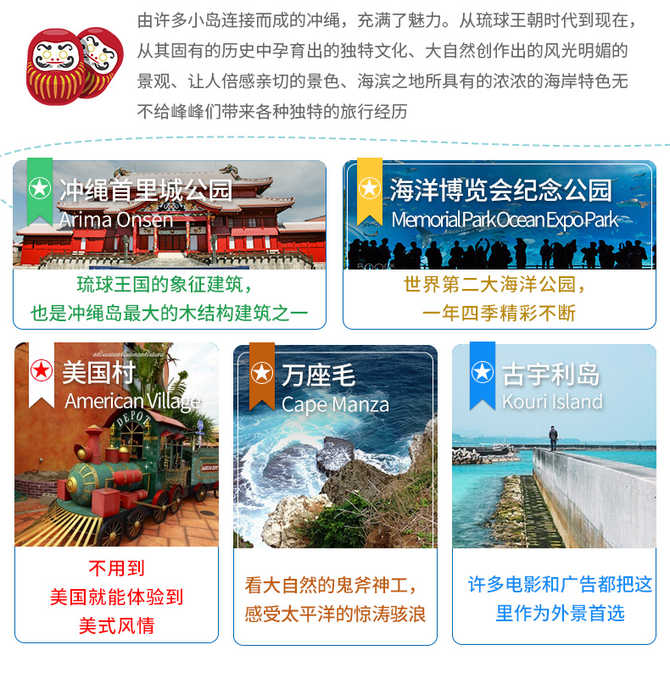 由许多小岛连接而成的冲绳，充满了魅力。从琉球王朝时代到现在，
从其固有的历史中孕育出的独特文化、大自然创作出的风光明媚的
景观、让人倍感亲切的景色、海滨之地所具有的浓浓的海岸特色无
不给峰峰们带来各种独特的旅行经历
冲绳首里城公园
Arima Onsen
琉球王国的象征建筑，
也是冲绳岛最大的木结构建筑之一
海洋博览会纪念公园
Memorial Park Ocean Expo Park
世界第二大海洋公园，
一年四季精彩不断
美国村
American Village
DEPOE
不用到
美国就能体验到
美式风情
万座毛
Cape Manza
看大自然的鬼斧神工，
感受太平洋的惊涛骇浪
古宇利岛
Kouri Island
许多电影和广告都把这
里作为外景首选